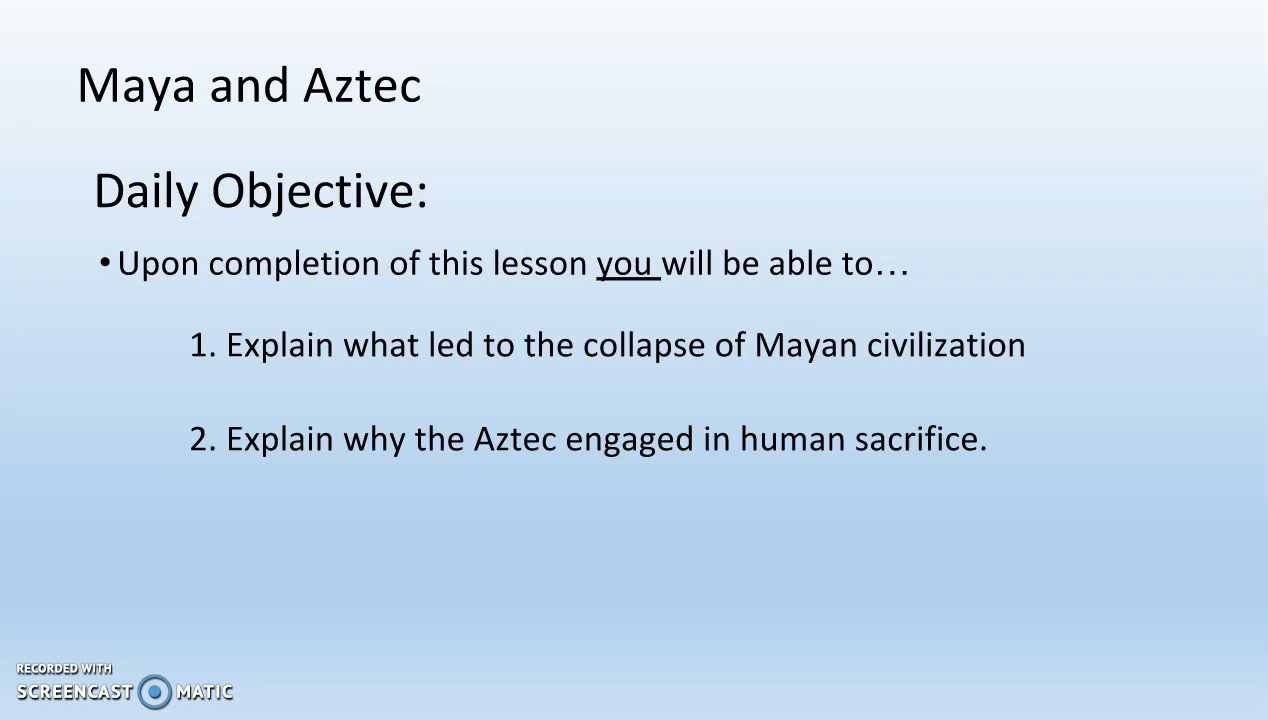 Maya and Aztec
Daily Objective:
• Upon completion of this lesson you will be able to…
1. Explain what led to the collapse of Mayan civilization
2. Explain why the Aztec engaged in human sacrifice.
RECORDED WITH
SCREENCAST MATIC